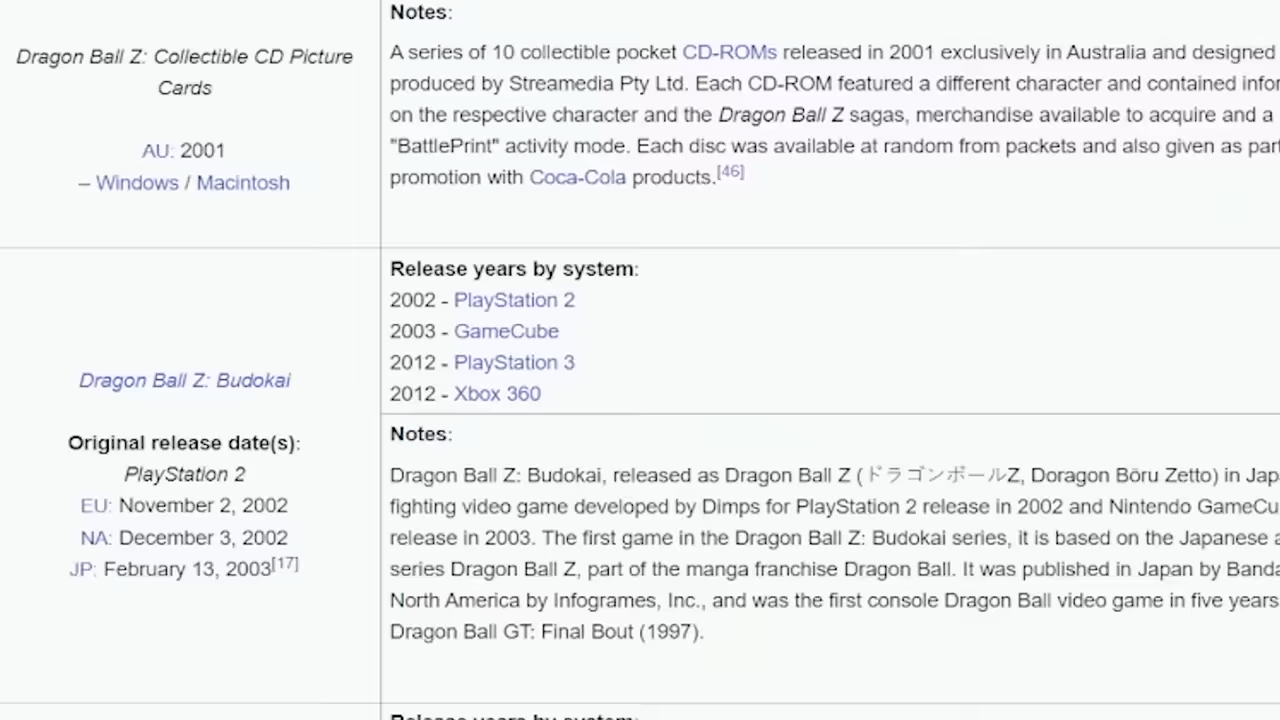 Dragon Ball Z: Collectible CD Picture
Cards
AU: 2001
– Windows / Macintosh
Notes:
A series of 10 collectible pocket CD-ROMs released in 2001 exclusively in Australia and designed
produced by Streamedia Pty Ltd. Each CD-ROM featured a different character and contained
on the respective character and the Dragon Ball Z sagas, merchandise available to acquire and a
"BattlePrint" activity mode. Each disc was available at random from packets and also given as
promotion with Coca-Cola products.[46]
Dragon Ball Z: Budokai
Original release date(s):
PlayStation 2
EU: November 2, 2002
NA: December 3, 2002
JP: February 13, 2003[17]
Release years by system:
2002 - PlayStation 2
2003 - GameCube
2012 - PlayStation 3
2012 - Xbox 360
Notes:
Dragon Ball Z: Budokai, released as Dragon Ball Z (ドラゴンボールZ, Doragon Bōru Zetto) in
fighting video game developed by Dimps for PlayStation 2 release in 2002 and Nintendo
release in 2003. The first game in the Dragon Ball Z: Budokai series, it is based on the Japanese
series Dragon Ball Z, part of the manga franchise Dragon Ball. It was published in Japan by
North America by Infogrames, Inc., and was the first console Dragon Ball video game in five years
Dragon Ball GT: Final Bout (1997).
Release years by system: